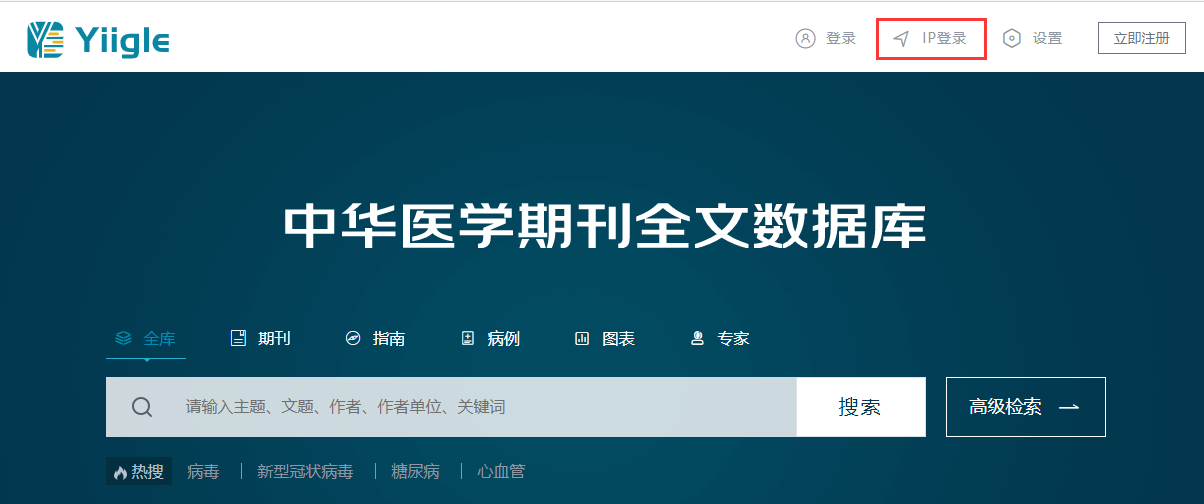 Yiigle 登录 IP登录 设置 立即注册
中华医学期刊全文数据库
全库 期刊 指南 病例 图表 专家
请输入主题、文题、作者、作者单位、关键词 搜索 高级检索
热搜 病毒 | 新型冠状病毒 | 糖尿病 | 心血管